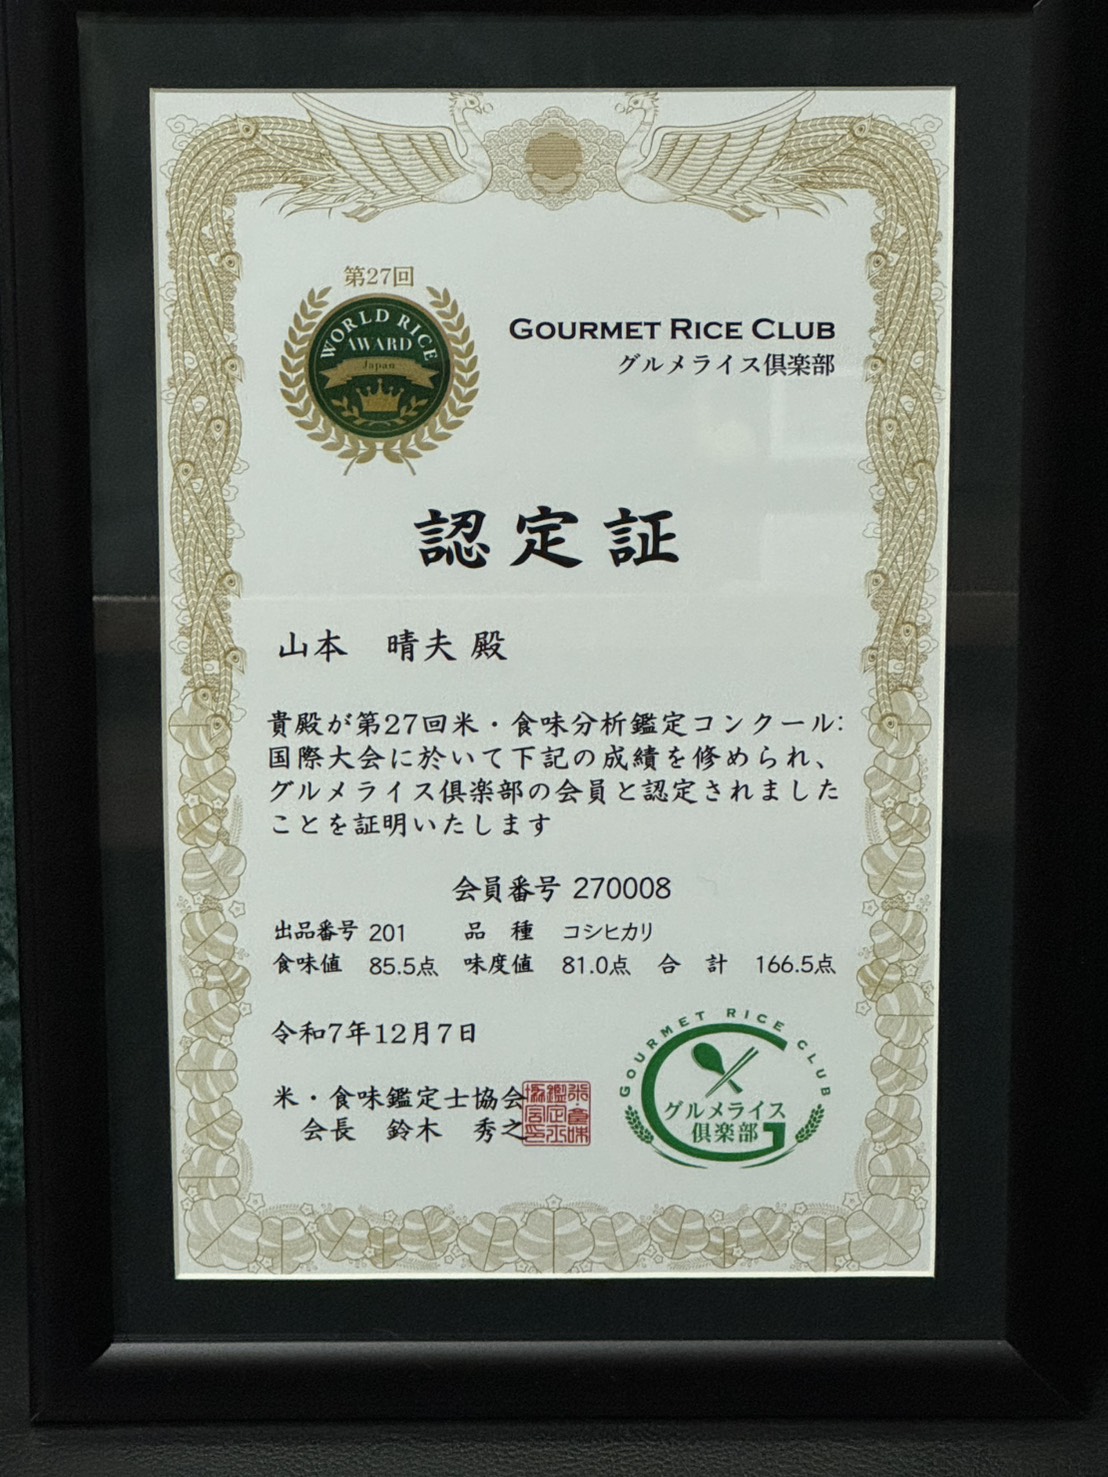 第27回
WORLD RICE
AWARD
Japan
GOURMET RICE CLUB
グルメライス倶楽部
認定証
山本 晴夫 殿
貴殿が第27回米・食味分析鑑定コンクール:
国際大会に於いて下記の成績を修められ、
グルメライス倶楽部の会員と認定されました
ことを証明いたします
会員番号 270008
出品番号 201 品 種 コシヒカリ
食味値 85.5点 味度値 81.0点 合 計 166.5点
令和7年12月7日
米・食味鑑定士協会
会長 鈴木 秀之
GOURMET RICE CLUB
グルメライス
倶楽部